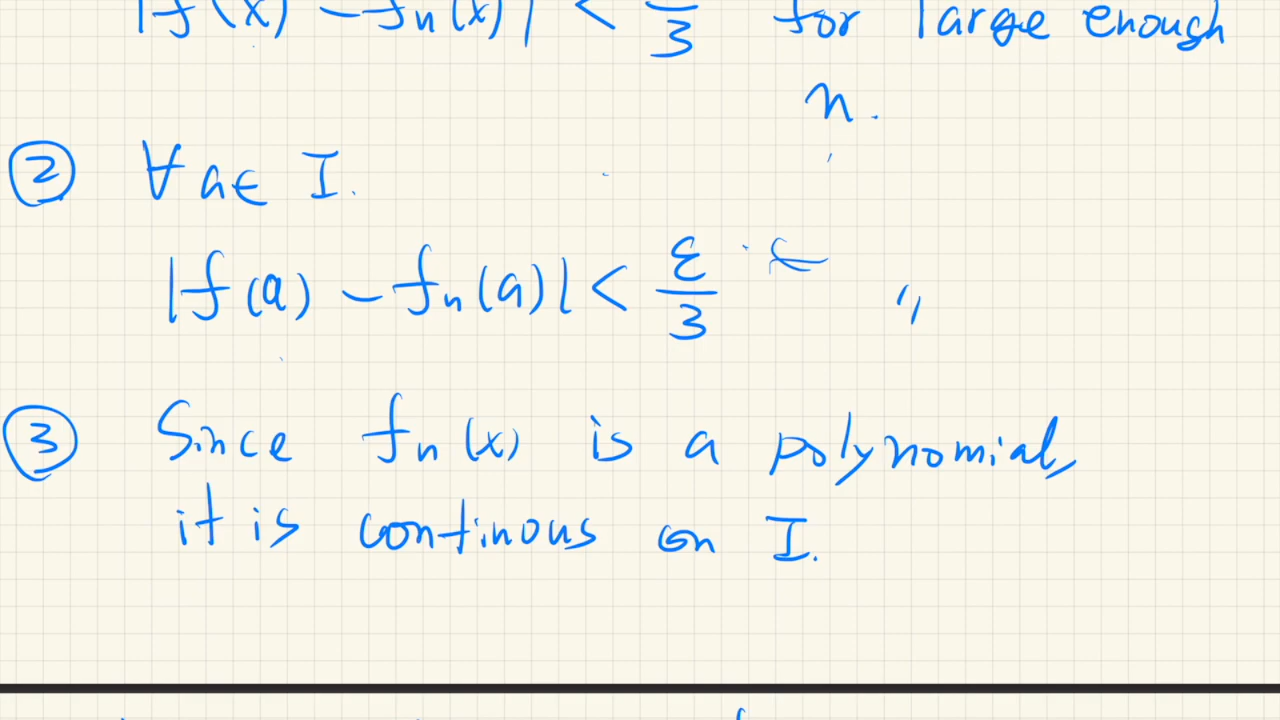 |f(x) - fn(x)| < —/3 for large enough
n.
② ∀ a ∈ I.
|f(a) - fn(a)| < ε/3 〃
③ Since fn(x) is a polynomial,
it is continous on I.